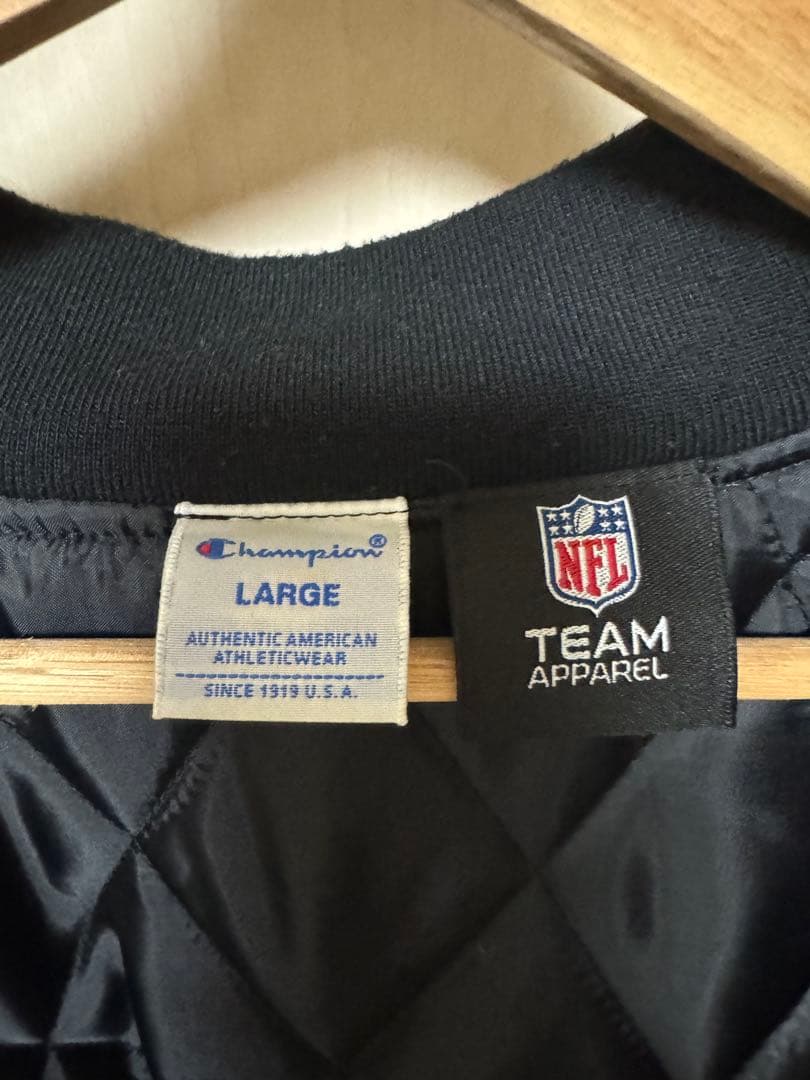 Champion®
LARGE
AUTHENTIC AMERICAN
ATHLETICWEAR
SINCE 1919 U.S.A.
NFL
TEAM
APPAREL